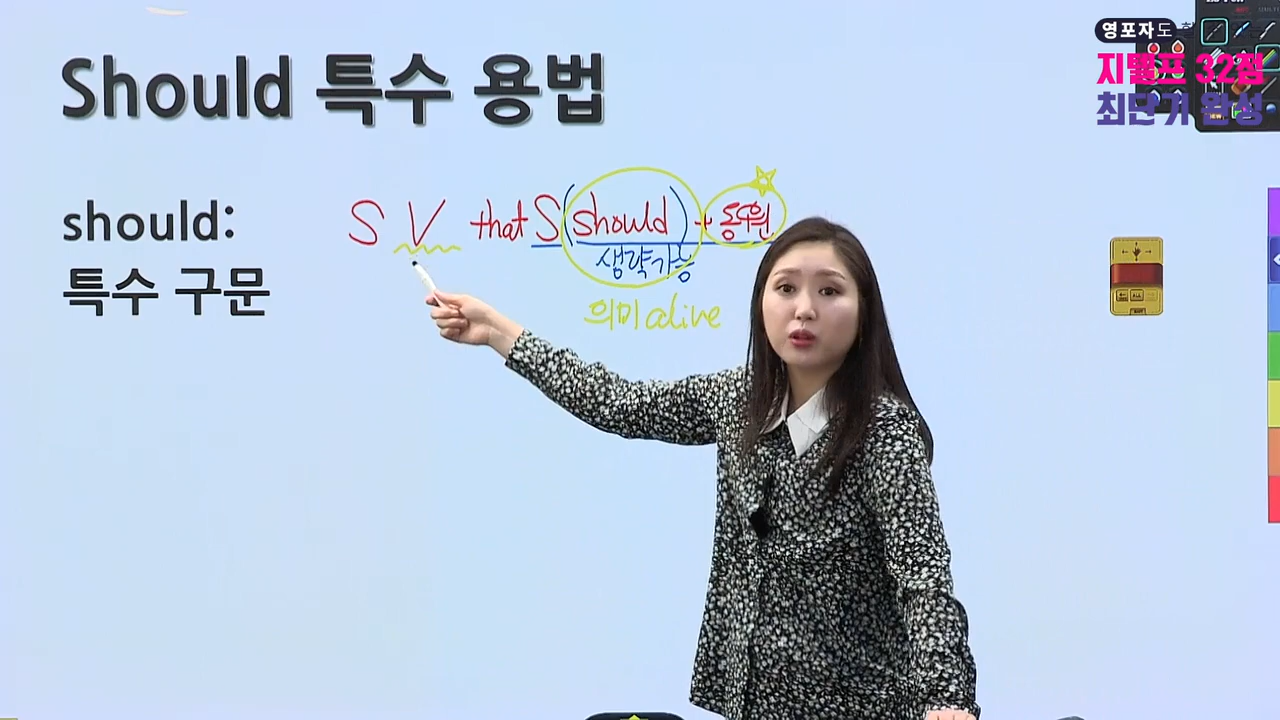 영포자도
지텔프 32점
최단기 완성
Should 특수 용법
should:
특수 구문
S V that S (should) + 동사원
생략가능
의미 alive